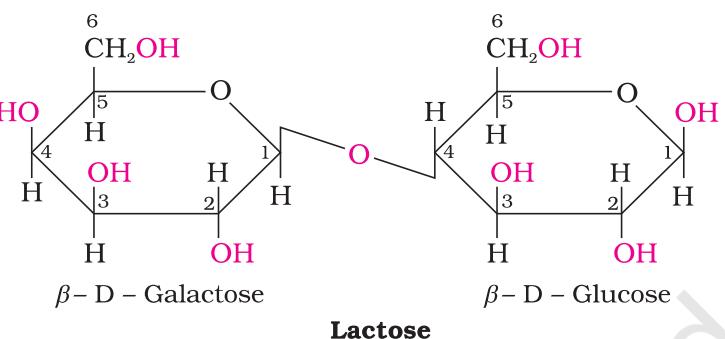 6 6
CH₂OH CH₂OH
O O
HO 5 H 5 OH
H H
4 1 O 4 1
OH H OH H
H 3 2 H 3 2 H
H OH H OH
β– D – Galactose β– D – Glucose
Lactose